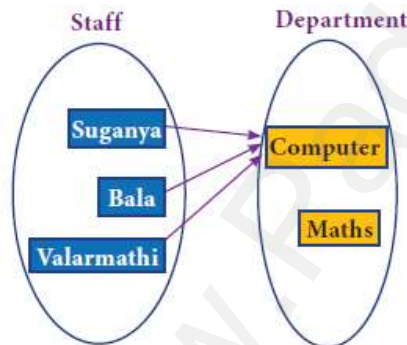 Staff
Department
Suganya
Computer
Bala
Maths
Valarmathi